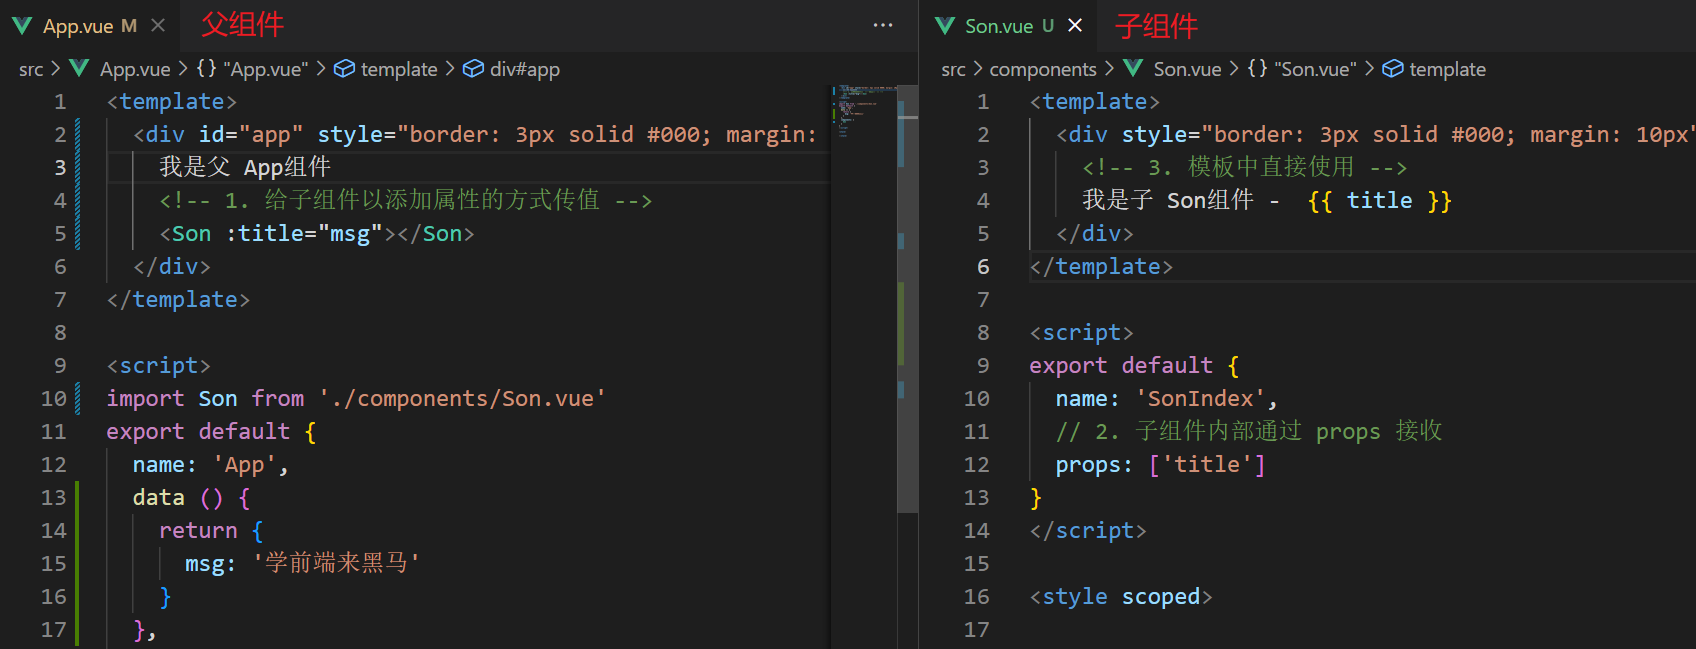 App.vue M 父组件
src > App.vue > {} "App.vue" > template > div#app
1 <template>
2 <div id="app" style="border: 3px solid #000; margin:
3 我是父 App组件
4 <!-- 1. 给子组件以添加属性的方式传值 -->
5 <Son :title="msg"></Son>
6 </div>
7 </template>
8
9 <script>
10 import Son from './components/Son.vue'
11 export default {
12 name: 'App',
13 data () {
14 return {
15 msg: '学前端来黑马'
16 }
17 },
Son.vue U 子组件
src > components > Son.vue > {} "Son.vue" > template
1 <template>
2 <div style="border: 3px solid #000; margin: 10px"
3 <!-- 3. 模板中直接使用 -->
4 我是子 Son组件 - {{ title }}
5 </div>
6 </template>
7
8 <script>
9 export default {
10 name: 'SonIndex',
11 // 2. 子组件内部通过 props 接收
12 props: ['title']
13 }
14 </script>
15
16 <style scoped>
17